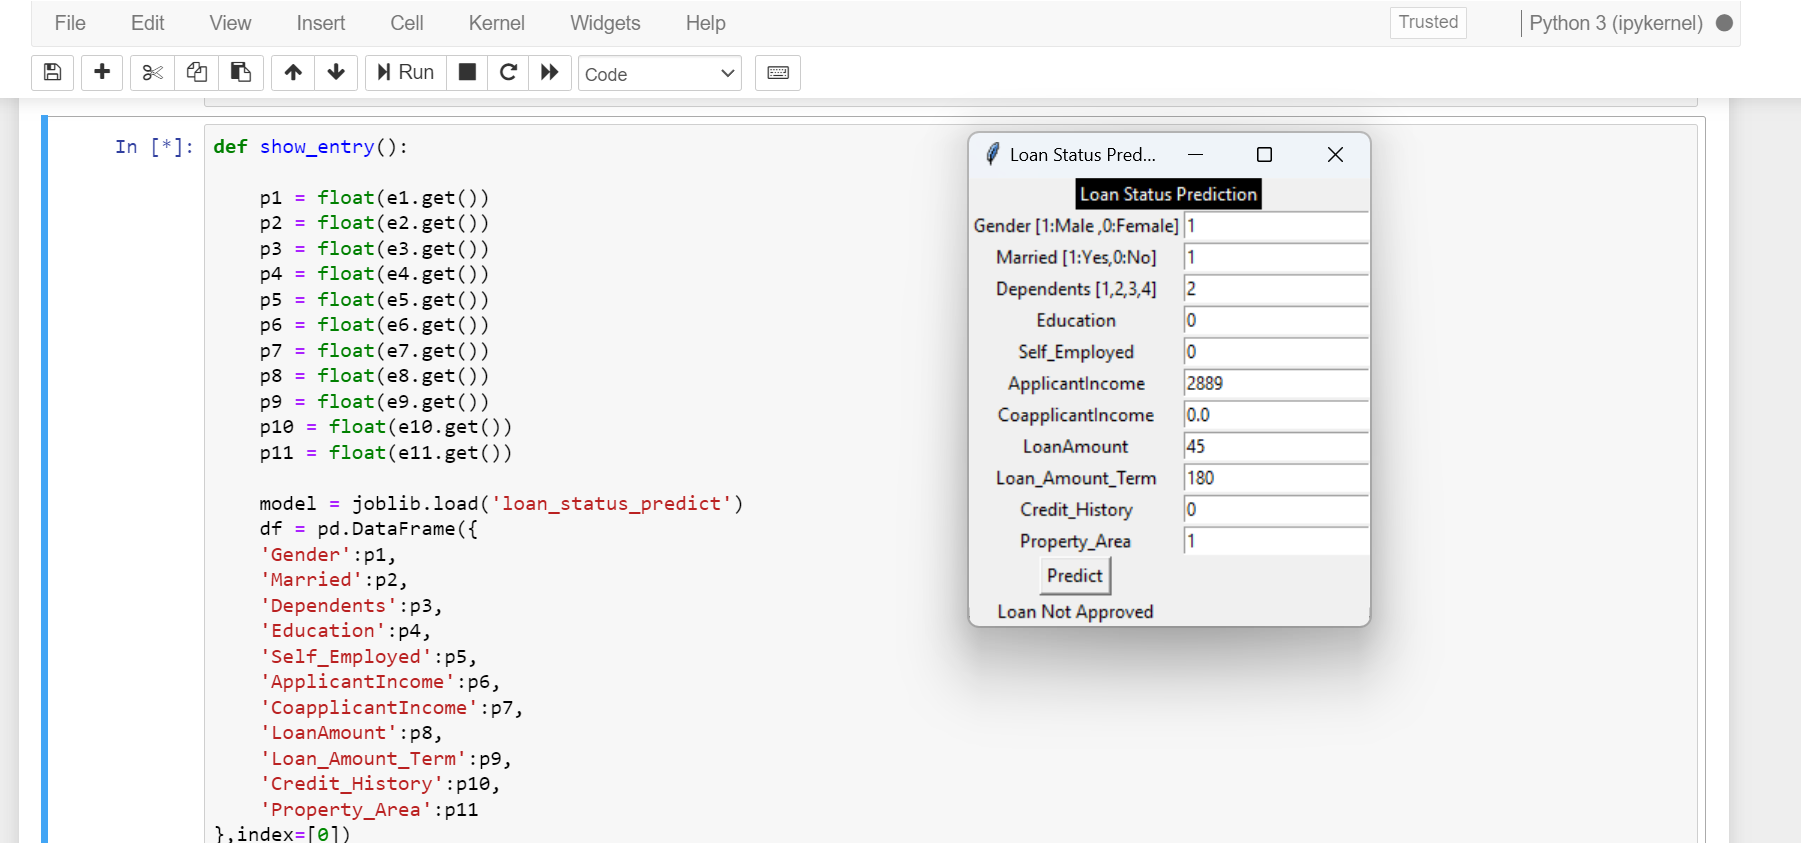 File Edit View Insert Cell Kernel Widgets Help Trusted Python 3 (ipykernel)
Run Code
In [*]: def show_entry():
p1 = float(e1.get())
p2 = float(e2.get())
p3 = float(e3.get())
p4 = float(e4.get())
p5 = float(e5.get())
p6 = float(e6.get())
p7 = float(e7.get())
p8 = float(e8.get())
p9 = float(e9.get())
p10 = float(e10.get())
p11 = float(e11.get())
model = joblib.load('loan_status_predict')
df = pd.DataFrame({
'Gender':p1,
'Married':p2,
'Dependents':p3,
'Education':p4,
'Self_Employed':p5,
'ApplicantIncome':p6,
'CoapplicantIncome':p7,
'LoanAmount':p8,
'Loan_Amount_Term':p9,
'Credit_History':p10,
'Property_Area':p11
},index=[0])
Loan Status Pred...
Loan Status Prediction
Gender [1:Male ,0:Female] 1
Married [1:Yes,0:No] 1
Dependents [1,2,3,4] 2
Education 0
Self_Employed 0
ApplicantIncome 2889
CoapplicantIncome 0.0
LoanAmount 45
Loan_Amount_Term 180
Credit_History 0
Property_Area 1
Predict
Loan Not Approved